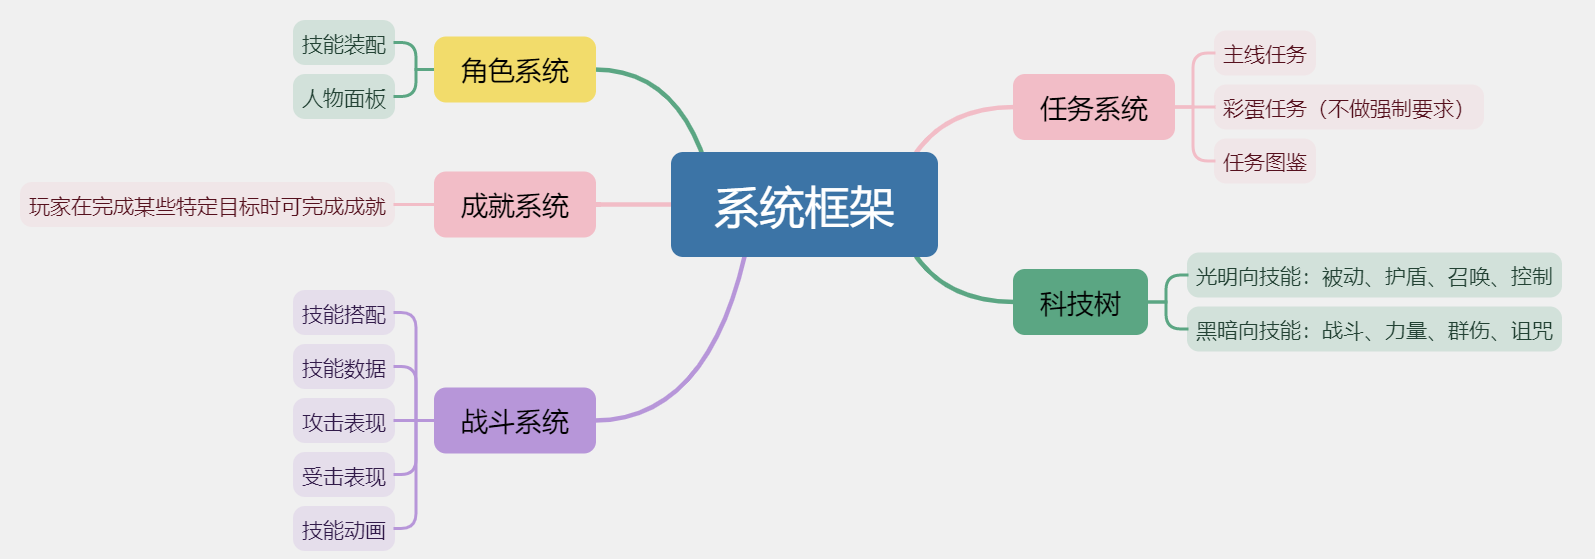 系统框架
角色系统
技能装配
人物面板
成就系统
玩家在完成某些特定目标时可完成成就
战斗系统
技能搭配
技能数据
攻击表现
受击表现
技能动画
任务系统
主线任务
彩蛋任务（不做强制要求）
任务图鉴
科技树
光明向技能：被动、护盾、召唤、控制
黑暗向技能：战斗、力量、群伤、诅咒